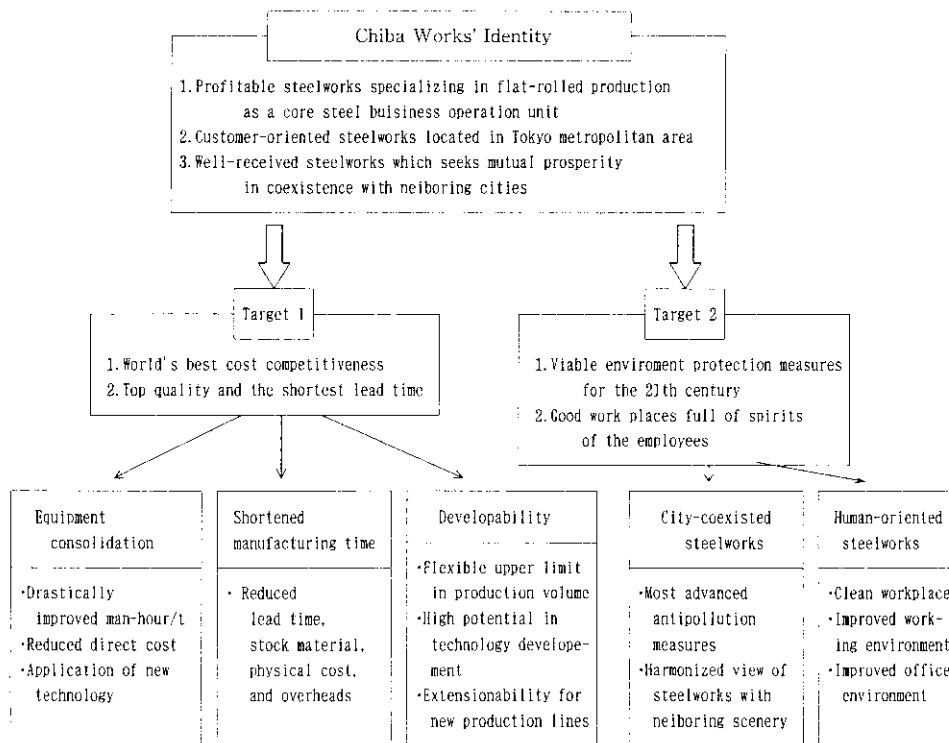 Chiba Works' Identity
1.Profitable steelworks specializing in flat-rolled production
as a core steel buisiness operation unit
2.Customer-oriented steelworks located in Tokyo metropolitan area
3.Well-received steelworks which seeks mutual prosperity
in coexistence with neiboring cities
Target 1
1.World's best cost competitiveness
2.Top quality and the shortest lead time
Target 2
1.Viable enviroment protection measures
for the 21th century
2.Good work places full of spirits
of the employees
Equipment
consolidation
·Drastically
improved man-hour/t
·Reduced direct cost
·Application of new
technology
Shortened
manufacturing time
· Reduced
lead time,
stock material,
physical cost,
and overheads
Developability
·Flexible upper limit
in production volume
·High potential in
technology develope-
ment
·Extensionability for
new production lines
City-coexisted
steelworks
·Most advanced
antipollution
measures
·Harmonized view of
steelworks with
neiboring scenery
Human-oriented
steelworks
·Clean workplace
·Improved work-
ing environment
·Improved office
environment